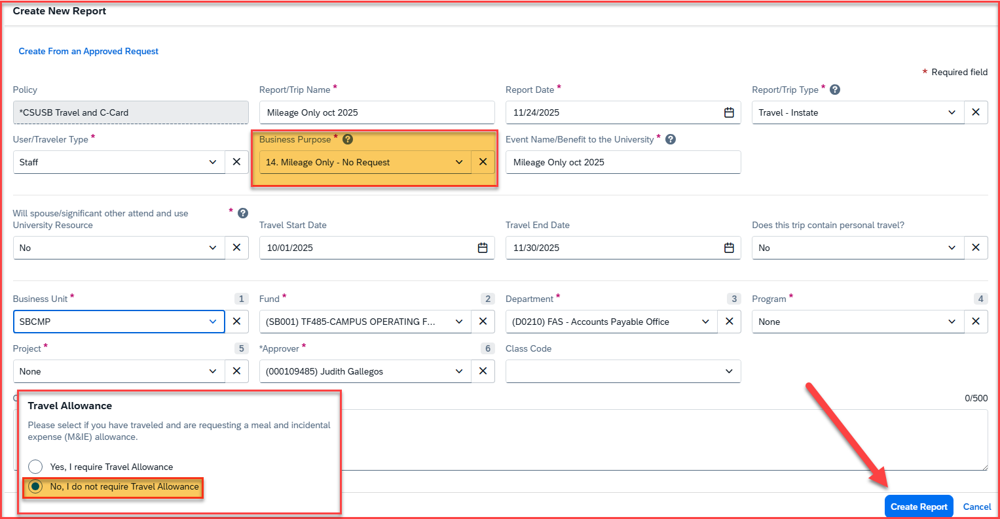 Create New Report
Create From an Approved Request
* Required field
Policy
Report/Trip Name *
Report Date *
Report/Trip Type * ?
*CSUSB Travel and C-Card
Mileage Only oct 2025
11/24/2025
Travel - Instate
User/Traveler Type *
Business Purpose * ?
Event Name/Benefit to the University * ?
Staff
14. Mileage Only - No Request
Mileage Only oct 2025
Will spouse/significant other attend and use * ?
University Resource
Travel Start Date
Travel End Date
Does this trip contain personal travel?
No
10/01/2025
11/30/2025
No
Business Unit * 1
Fund * 2
Department * 3
Program * 4
SBCMP
(SB001) TF485-CAMPUS OPERATING F...
(D0210) FAS - Accounts Payable Office
None
Project * 5
*Approver * 6
Class Code
None
(000109485) Judith Gallegos
0/500
Travel Allowance
Please select if you have traveled and are requesting a meal and incidental
expense (M&IE) allowance.
Yes, I require Travel Allowance
No, I do not require Travel Allowance
Create Report
Cancel